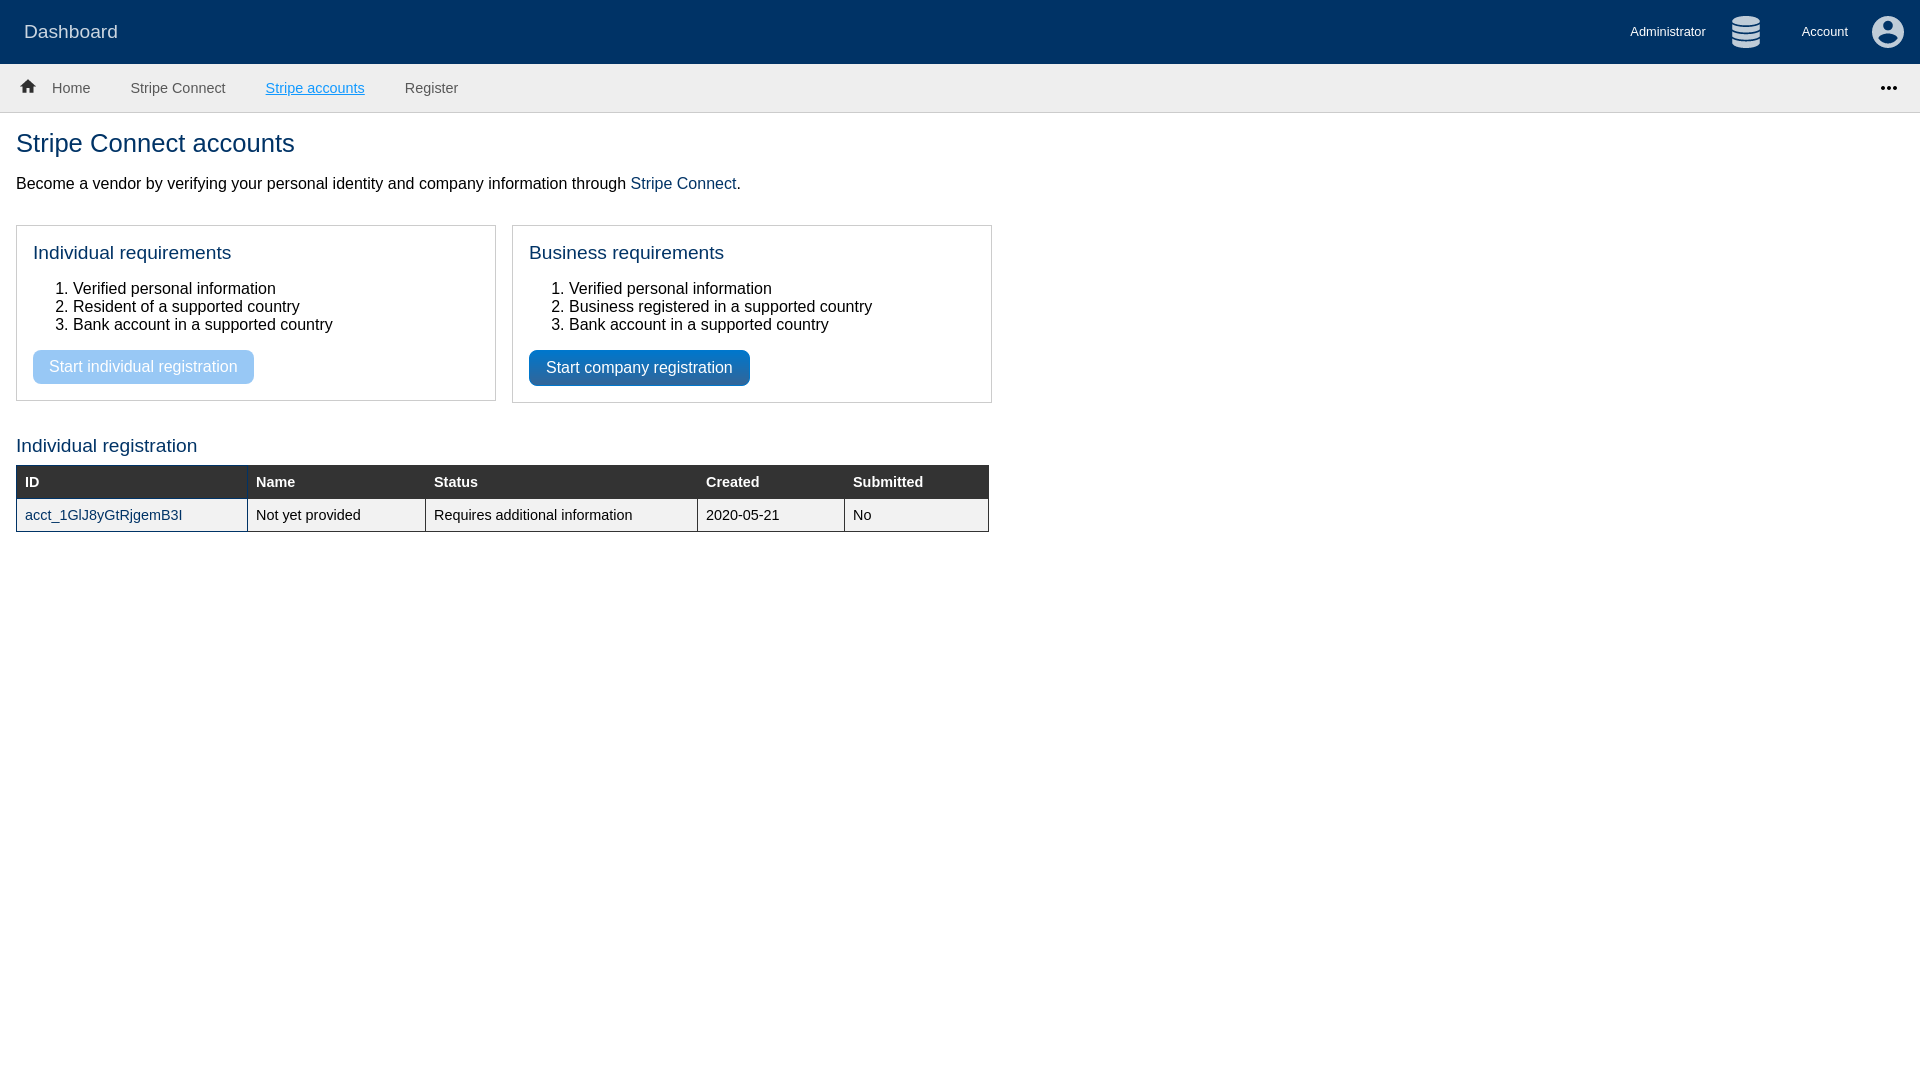 Dashboard
Administrator
Account
Home
Stripe Connect
Stripe accounts
Register
Stripe Connect accounts
Become a vendor by verifying your personal identity and company information through Stripe Connect.
Individual requirements
1. Verified personal information
2. Resident of a supported country
3. Bank account in a supported country
Start individual registration
Business requirements
1. Verified personal information
2. Business registered in a supported country
3. Bank account in a supported country
Start company registration
Individual registration
ID Name Status Created Submitted
acct_1GlJ8yGtRjgemB3I Not yet provided Requires additional information 2020-05-21 No